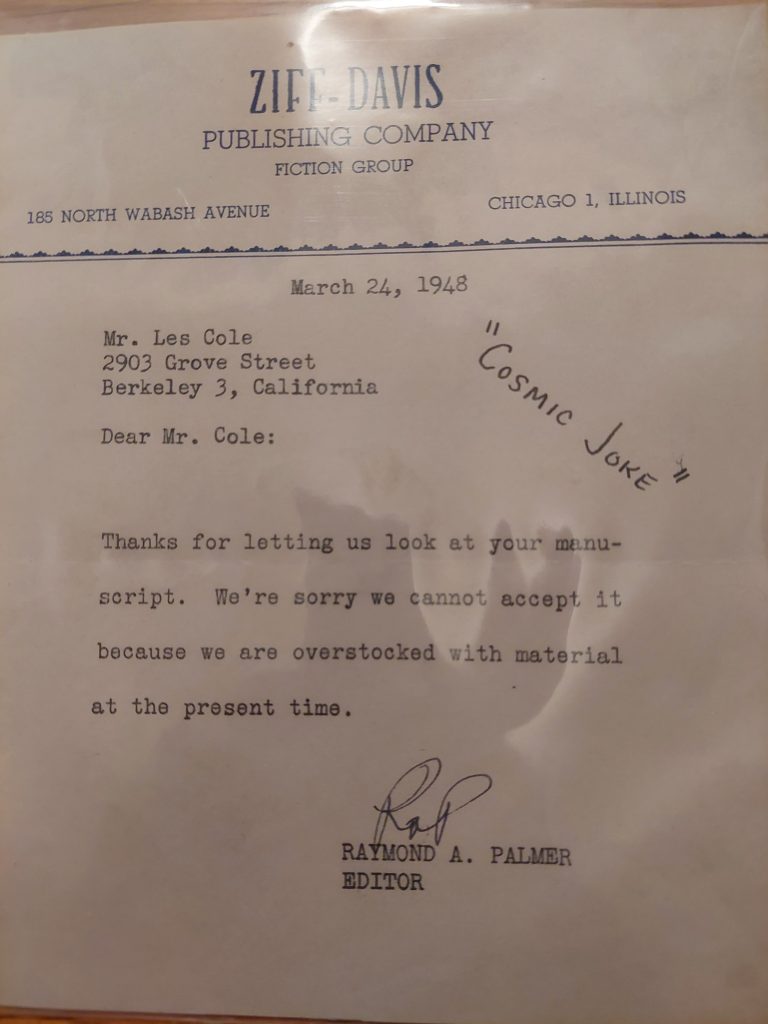 ZIFF-DAVIS
PUBLISHING COMPANY
FICTION GROUP
185 NORTH WABASH AVENUE
CHICAGO 1, ILLINOIS
March 24, 1948
Mr. Les Cole
2903 Grove Street
Berkeley 3, California
"COSMIC JOKE"
Dear Mr. Cole:
Thanks for letting us look at your manu-
script.  We're sorry we cannot accept it
because we are overstocked with material
at the present time.
RaP
RAYMOND A. PALMER
EDITOR